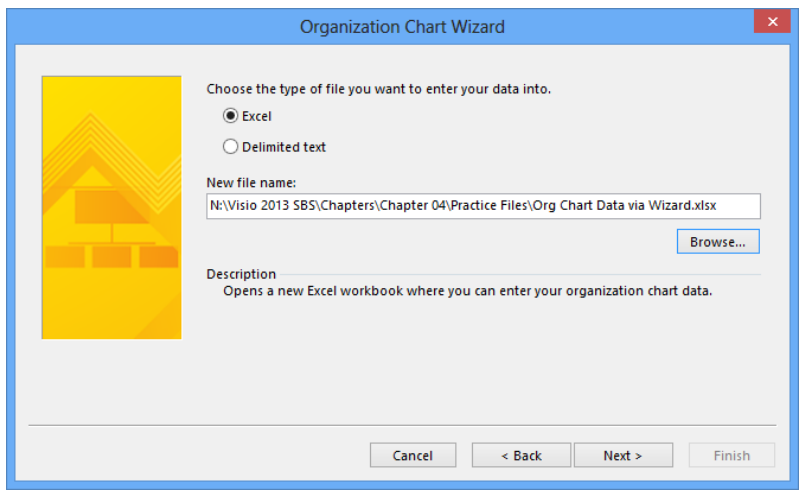 Organization Chart Wizard
Choose the type of file you want to enter your data into.
Excel
Delimited text
New file name:
N:\Visio 2013 SBS\Chapters\Chapter 04\Practice Files\Org Chart Data via Wizard.xlsx
Browse...
Description
Opens a new Excel workbook where you can enter your organization chart data.
Cancel
< Back
Next >
Finish